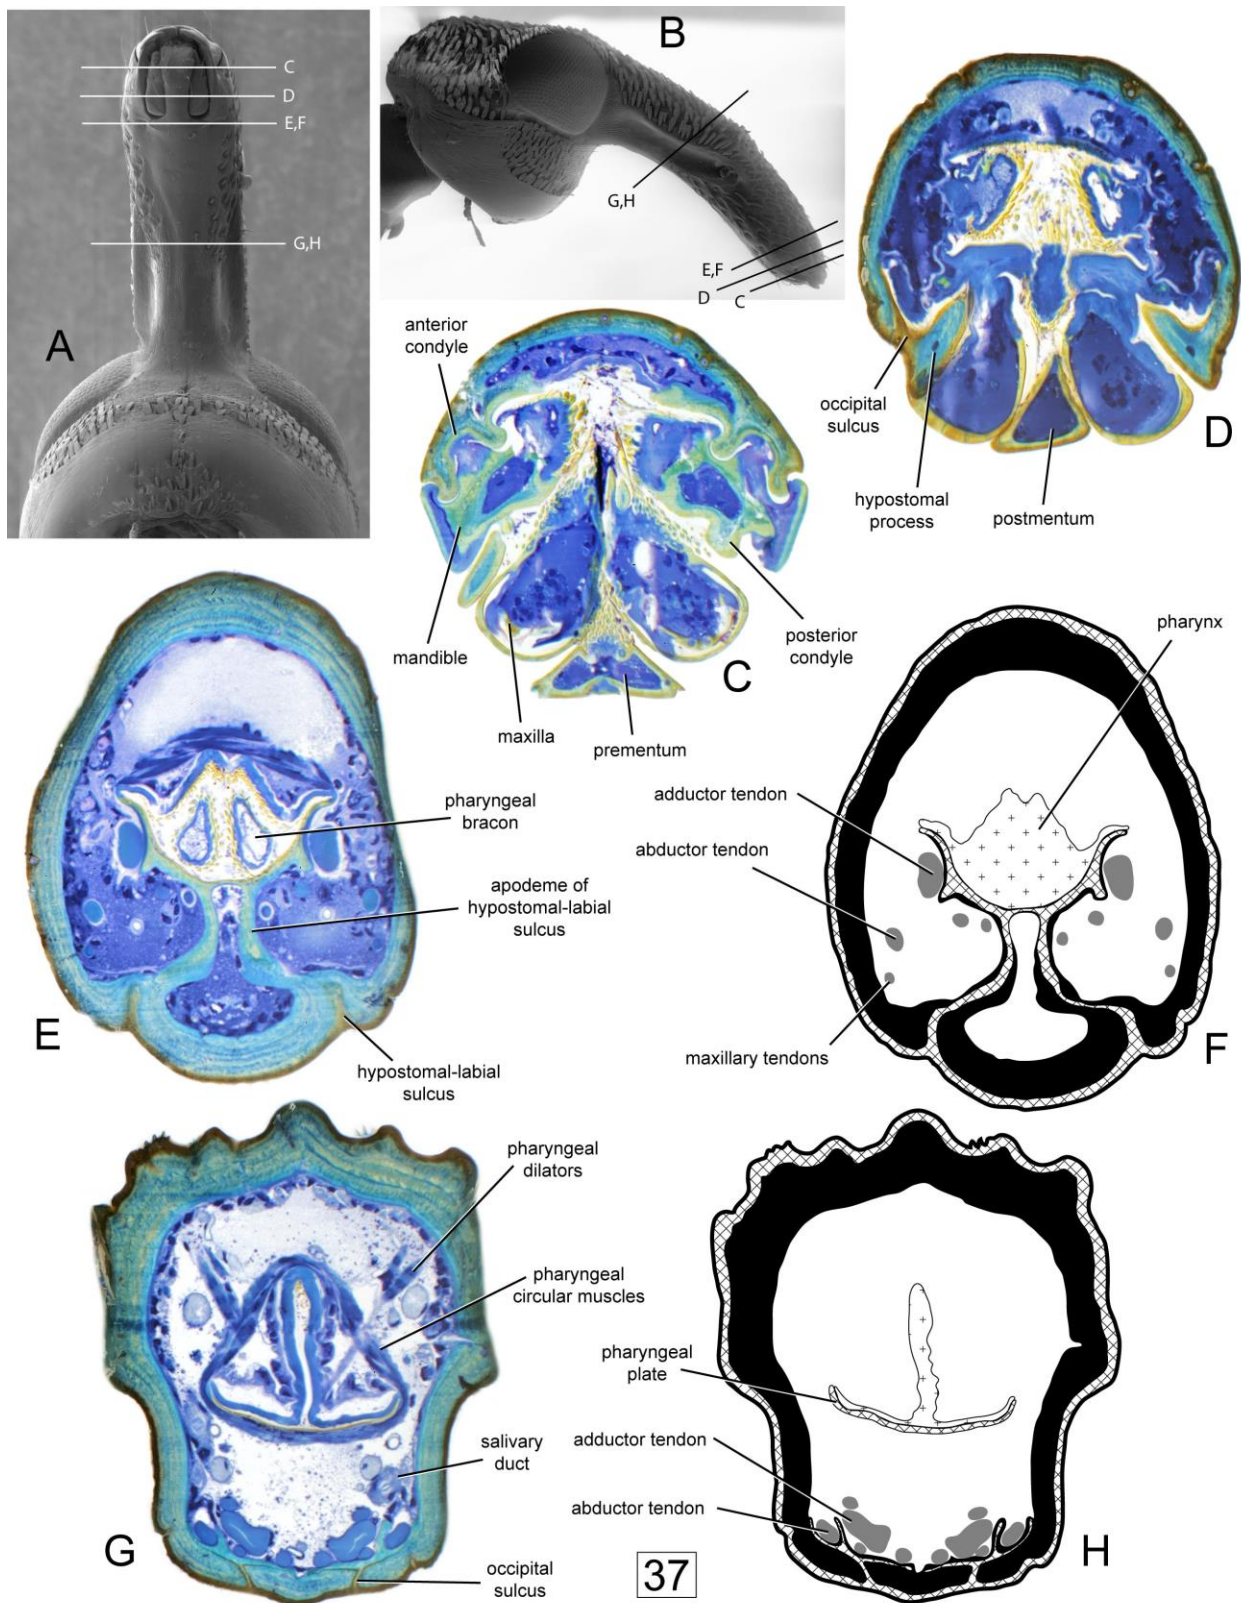 C
D
E,F
G,H
A
B
G,H
E,F
D
C
anterior
condyle
mandible
maxilla
prementum
posterior
condyle
C
occipital
sulcus
hypostomal
process
postmentum
D
pharyngeal
bracon
apodeme of
hypostomal-labial
sulcus
hypostomal-labial
sulcus
E
pharynx
adductor tendon
abductor tendon
maxillary tendons
F
pharyngeal
dilators
pharyngeal
circular muscles
salivary
duct
occipital
sulcus
G
pharyngeal
plate
adductor tendon
abductor tendon
H
37